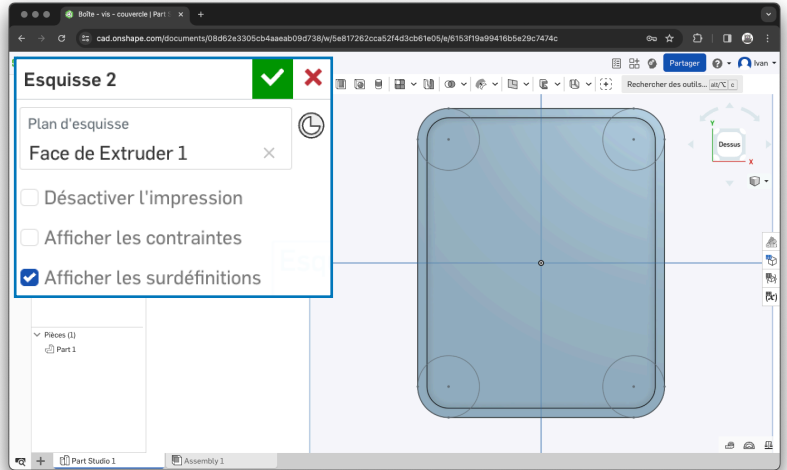 Boîte - vis - couvercle | Part
cad.onshape.com/documents/08d62e3305cb4aaeab09d738/w/5e817262cca52f4d3cb61e05/e/6153f19a99416b5e29c7474c
Partager
Ivan
Rechercher des outils... alt/⌥ c
Esquisse 2
Plan d'esquisse
Face de Extruder 1
Désactiver l'impression
Afficher les contraintes
Afficher les surdéfinitions
Esqu
Y
Dessus
X
(x)
Pièces (1)
Part 1
Part Studio 1
Assembly 1